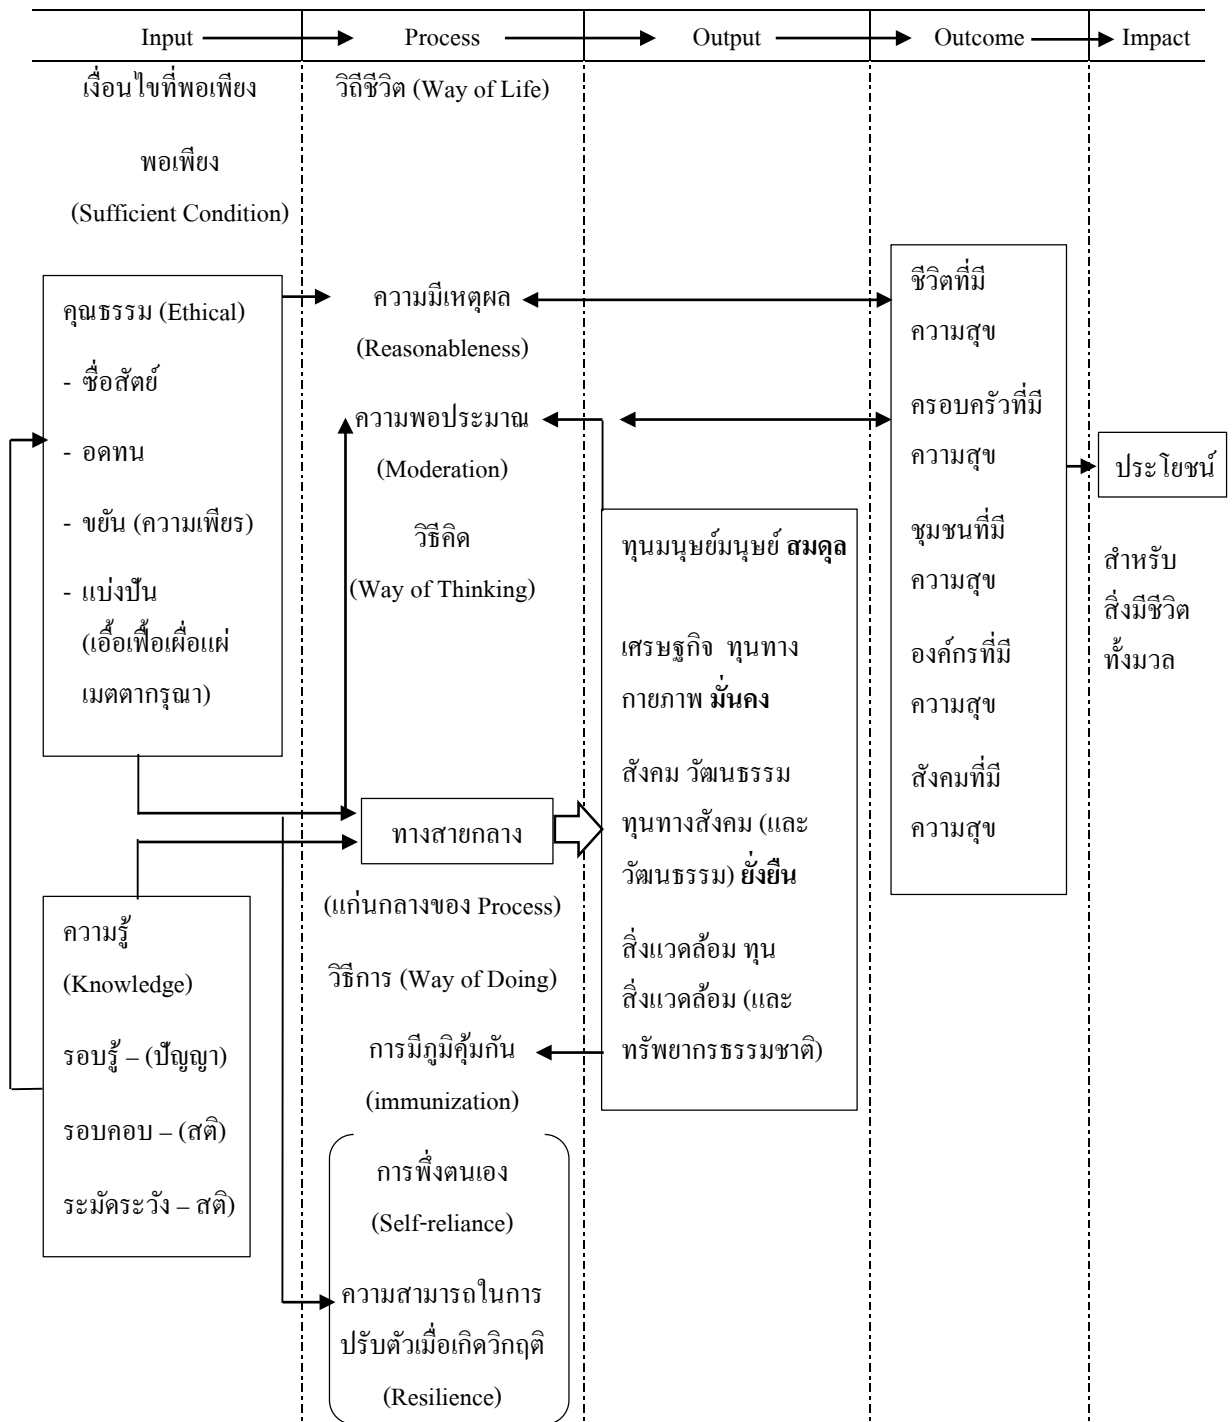 Input Process Output Outcome Impact
เงื่อนไขที่พอเพียง
พอเพียง
(Sufficient Condition)
คุณธรรม (Ethical)
- ซื่อสัตย์
- อดทน
- ขยัน (ความเพียร)
- แบ่งปัน
(เอื้อเฟื้อเผื่อแผ่
เมตตากรุณา)
ความรู้
(Knowledge)
รอบรู้ – (ปัญญา)
รอบคอบ – (สติ)
ระมัดระวัง – สติ)
วิถีชีวิต (Way of Life)
ความมีเหตุผล
(Reasonableness)
ความพอประมาณ
(Moderation)
วิธีคิด
(Way of Thinking)
ทางสายกลาง
(แก่นกลางของ Process)
วิธีการ (Way of Doing)
การมีภูมิคุ้มกัน
(immunization)
การพึ่งตนเอง
(Self-reliance)
ความสามารถในการ
ปรับตัวเมื่อเกิดวิกฤติ
(Resilience)
ทุนมนุษย์มนุษย์ สมดุล
เศรษฐกิจ ทุนทาง
กายภาพ มั่นคง
สังคม วัฒนธรรม
ทุนทางสังคม (และ
วัฒนธรรม) ยั่งยืน
สิ่งแวดล้อม ทุน
สิ่งแวดล้อม (และ
ทรัพยากรธรรมชาติ)
ชีวิตที่มี
ความสุข
ครอบครัวที่มี
ความสุข
ชุมชนที่มี
ความสุข
องค์กรที่มี
ความสุข
สังคมที่มี
ความสุข
ประโยชน์
สำหรับ
สิ่งมีชีวิต
ทั้งมวล